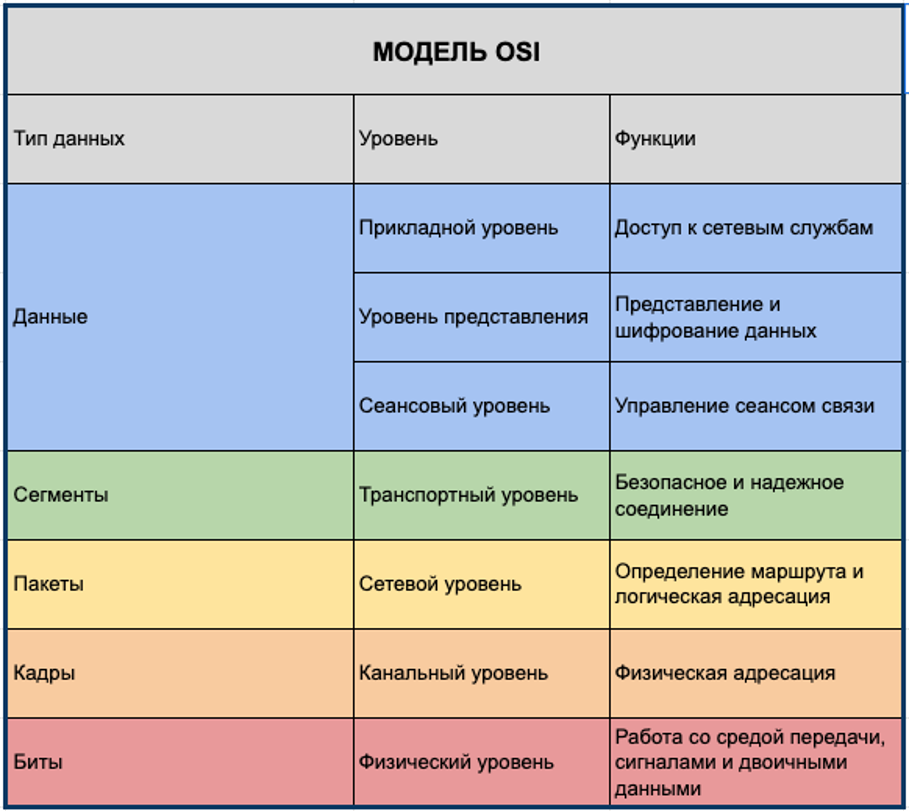 МОДЕЛЬ OSI
Тип данных
Уровень
Функции
Данные
Прикладной уровень
Доступ к сетевым службам
Уровень представления
Представление и
шифрование данных
Сеансовый уровень
Управление сеансом связи
Сегменты
Транспортный уровень
Безопасное и надежное
соединение
Пакеты
Сетевой уровень
Определение маршрута и
логическая адресация
Кадры
Канальный уровень
Физическая адресация
Биты
Физический уровень
Работа со средой передачи,
сигналами и двоичными
данными